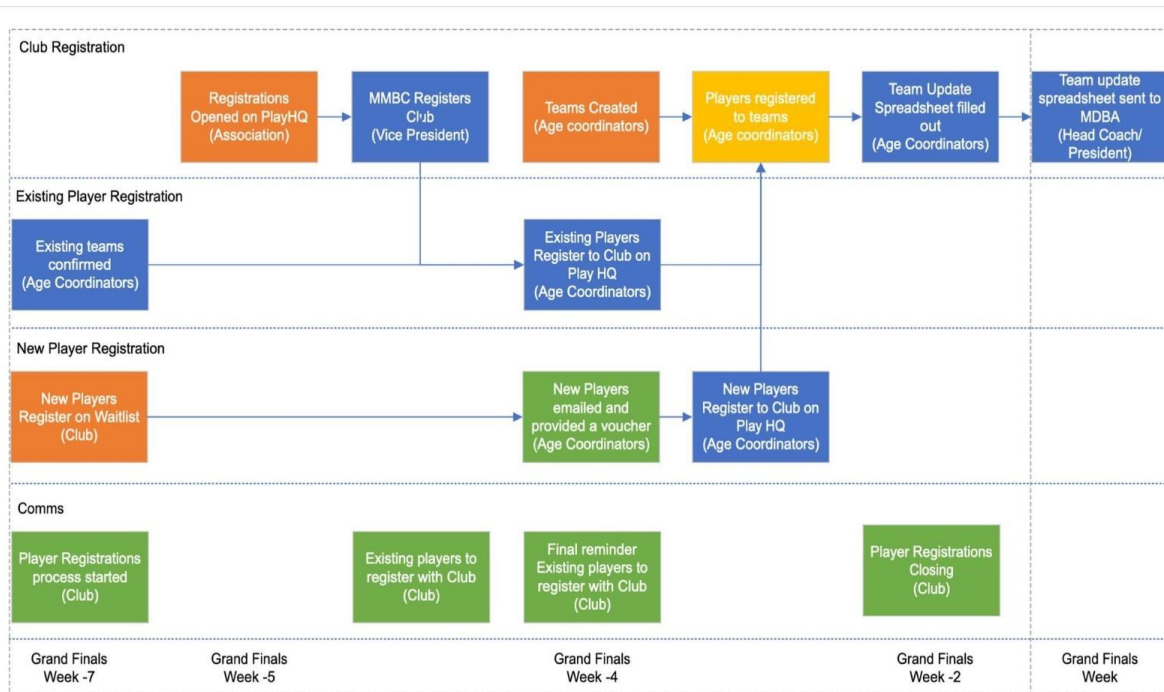 Club Registration
Registrations
Opened on PlayHQ
(Association)
MMBC Registers
Club
(Vice President)
Teams Created
(Age coordinators)
Players registered
to teams
(Age coordinators)
Team Update
Spreadsheet filled
out
(Age Coordinators)
Team update
spreadsheet sent to
MDBA
(Head Coach/
President)
Existing Player Registration
Existing teams
confirmed
(Age Coordinators)
Existing Players
Register to Club on
Play HQ
(Age Coordinators)
New Player Registration
New Players
Register on Waitlist
(Club)
New Players
emailed and
provided a voucher
(Age Coordinators)
New Players
Register to Club on
Play HQ
(Age Coordinators)
Comms
Player Registrations
process started
(Club)
Existing players to
register with Club
(Club)
Final reminder
Existing players to
register with Club
(Club)
Player Registrations
Closing
(Club)
Grand Finals
Week -7
Grand Finals
Week -5
Grand Finals
Week -4
Grand Finals
Week -2
Grand Finals
Week